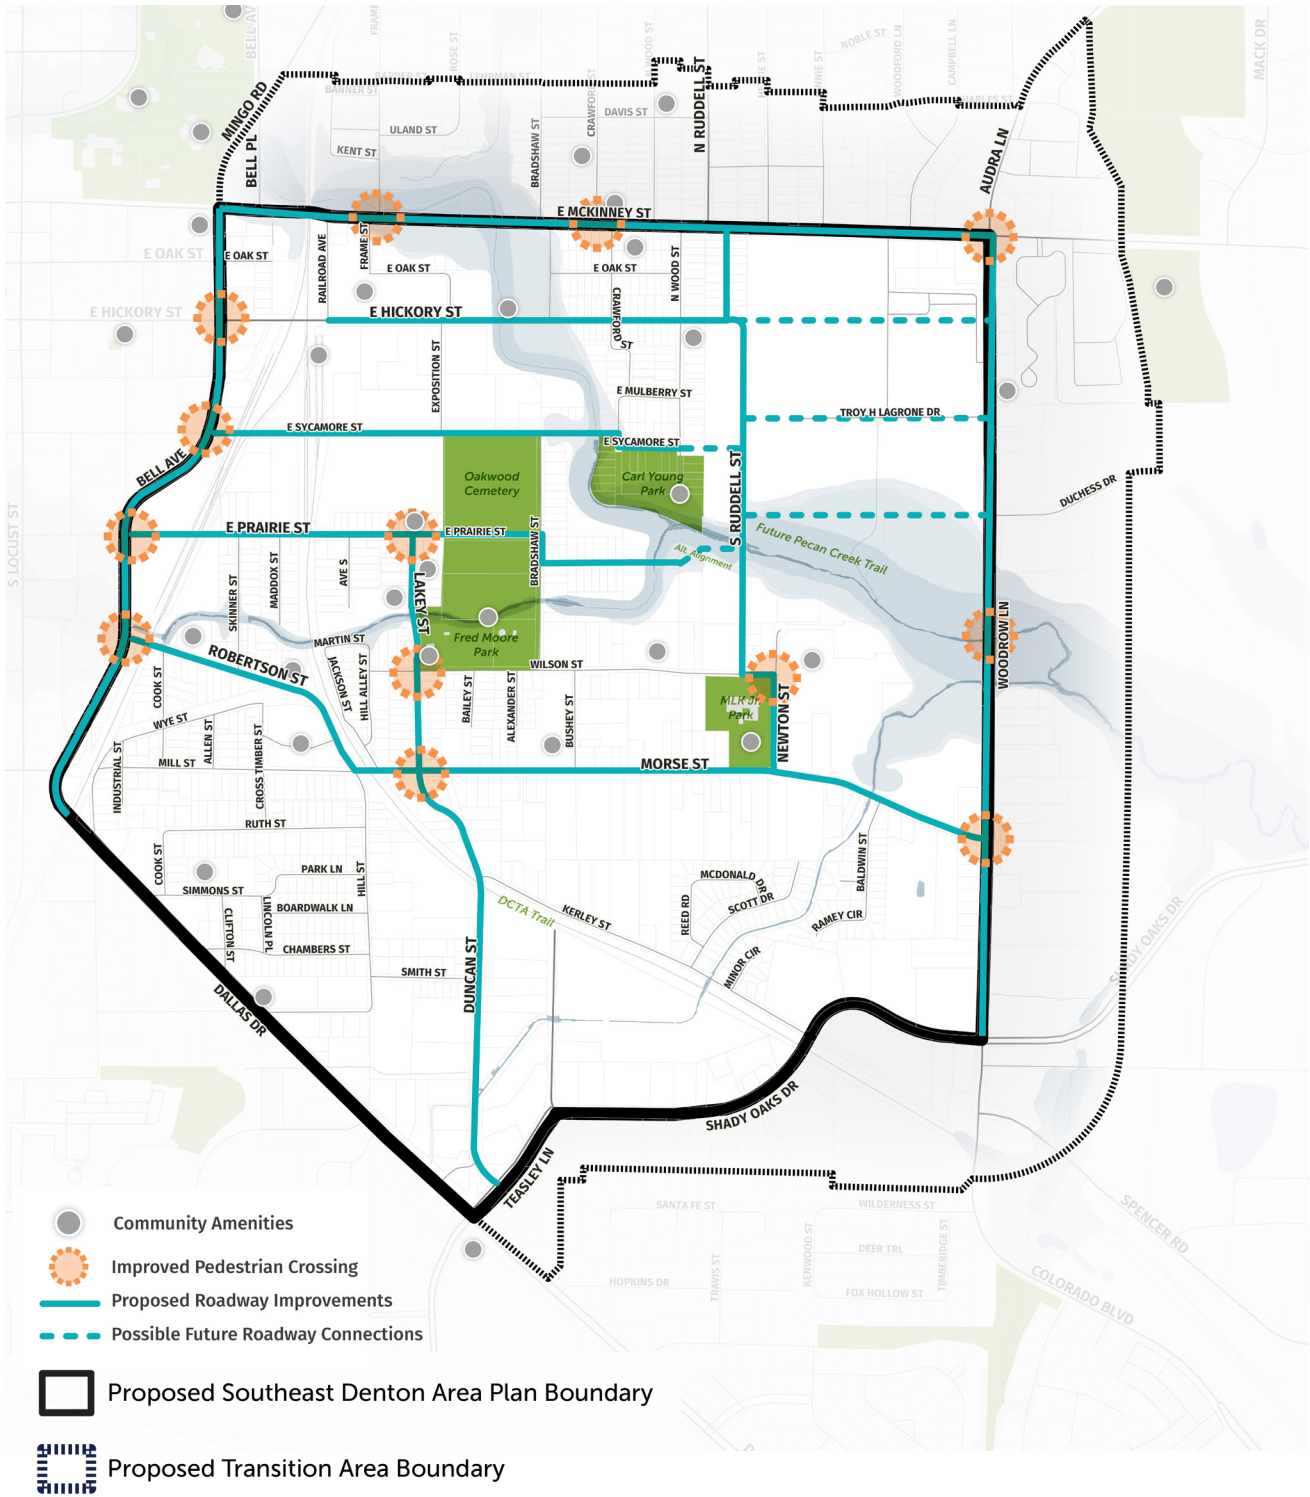 BELL AV
FRAME
ROSE ST
WOOD ST
NOBLE ST
WOODFORD LN
CAMPBELL LN
MACK DR
BARBER ST
LEHRMAN ST
BANNER ST
MINGO RD
BELL PL
ULAND ST
KENT ST
BRADSHAW ST
CRAWFORD ST
DAVIS ST
N RUDDELL ST
CHARLES ST
AUDRA LN
E MCKINNEY ST
E OAK ST
E OAK ST
RAILROAD AVE
FRAME ST
E OAK ST
E OAK ST
N WOOD ST
E HICKORY ST
E HICKORY ST
CRAWFORD
ST
EXPOSITION ST
E MULBERRY ST
TROY H LAGRONE DR
E SYCAMORE ST
E SYCAMORE ST
BELL AVE
Oakwood
Cemetery
Carl Young
Park
S RUDDELL ST
DUCHESS DR
S LOCUST ST
E PRAIRIE ST
E PRAIRIE ST
BRADSHAW ST
Alt. Alignment
Future Pecan Creek Trail
SKINNER ST
MADDOX ST
AVE S
LAKEY ST
MARTIN ST
Fred Moore
Park
WOODROW LN
ROBERTSON ST
JACKSON ST
HILL ALLEY ST
WILSON ST
COOK ST
BAILEY ST
ALEXANDER ST
BUSHEY ST
MLK Jr.
Park
NEWTON ST
WYE ST
ALLEN ST
CROSS TIMBER ST
INDUSTRIAL ST
MILL ST
MORSE ST
RUTH ST
COOK ST
PARK LN
HILL ST
SIMMONS ST
LINCOLN PL
BOARDWALK LN
CLIFTON ST
CHAMBERS ST
SMITH ST
DCTA Trail
KERLEY ST
MCDONALD DR
SCOTT DR
REED RD
BALDWIN ST
RAMEY CIR
MINOR CIR
SHADY OAKS DR
DUNCAN ST
DALLAS DR
SHADY OAKS DR
TEASLEY LN
SANTA FE ST
WILDERNESS ST
SPENCER RD
DEER TRL
KENWOOD ST
TIMBERIDGE ST
TRAVIS ST
HOPKINS DR
FOX HOLLOW ST
COLORADO BLVD
Community Amenities
Improved Pedestrian Crossing
Proposed Roadway Improvements
Possible Future Roadway Connections
Proposed Southeast Denton Area Plan Boundary
Proposed Transition Area Boundary